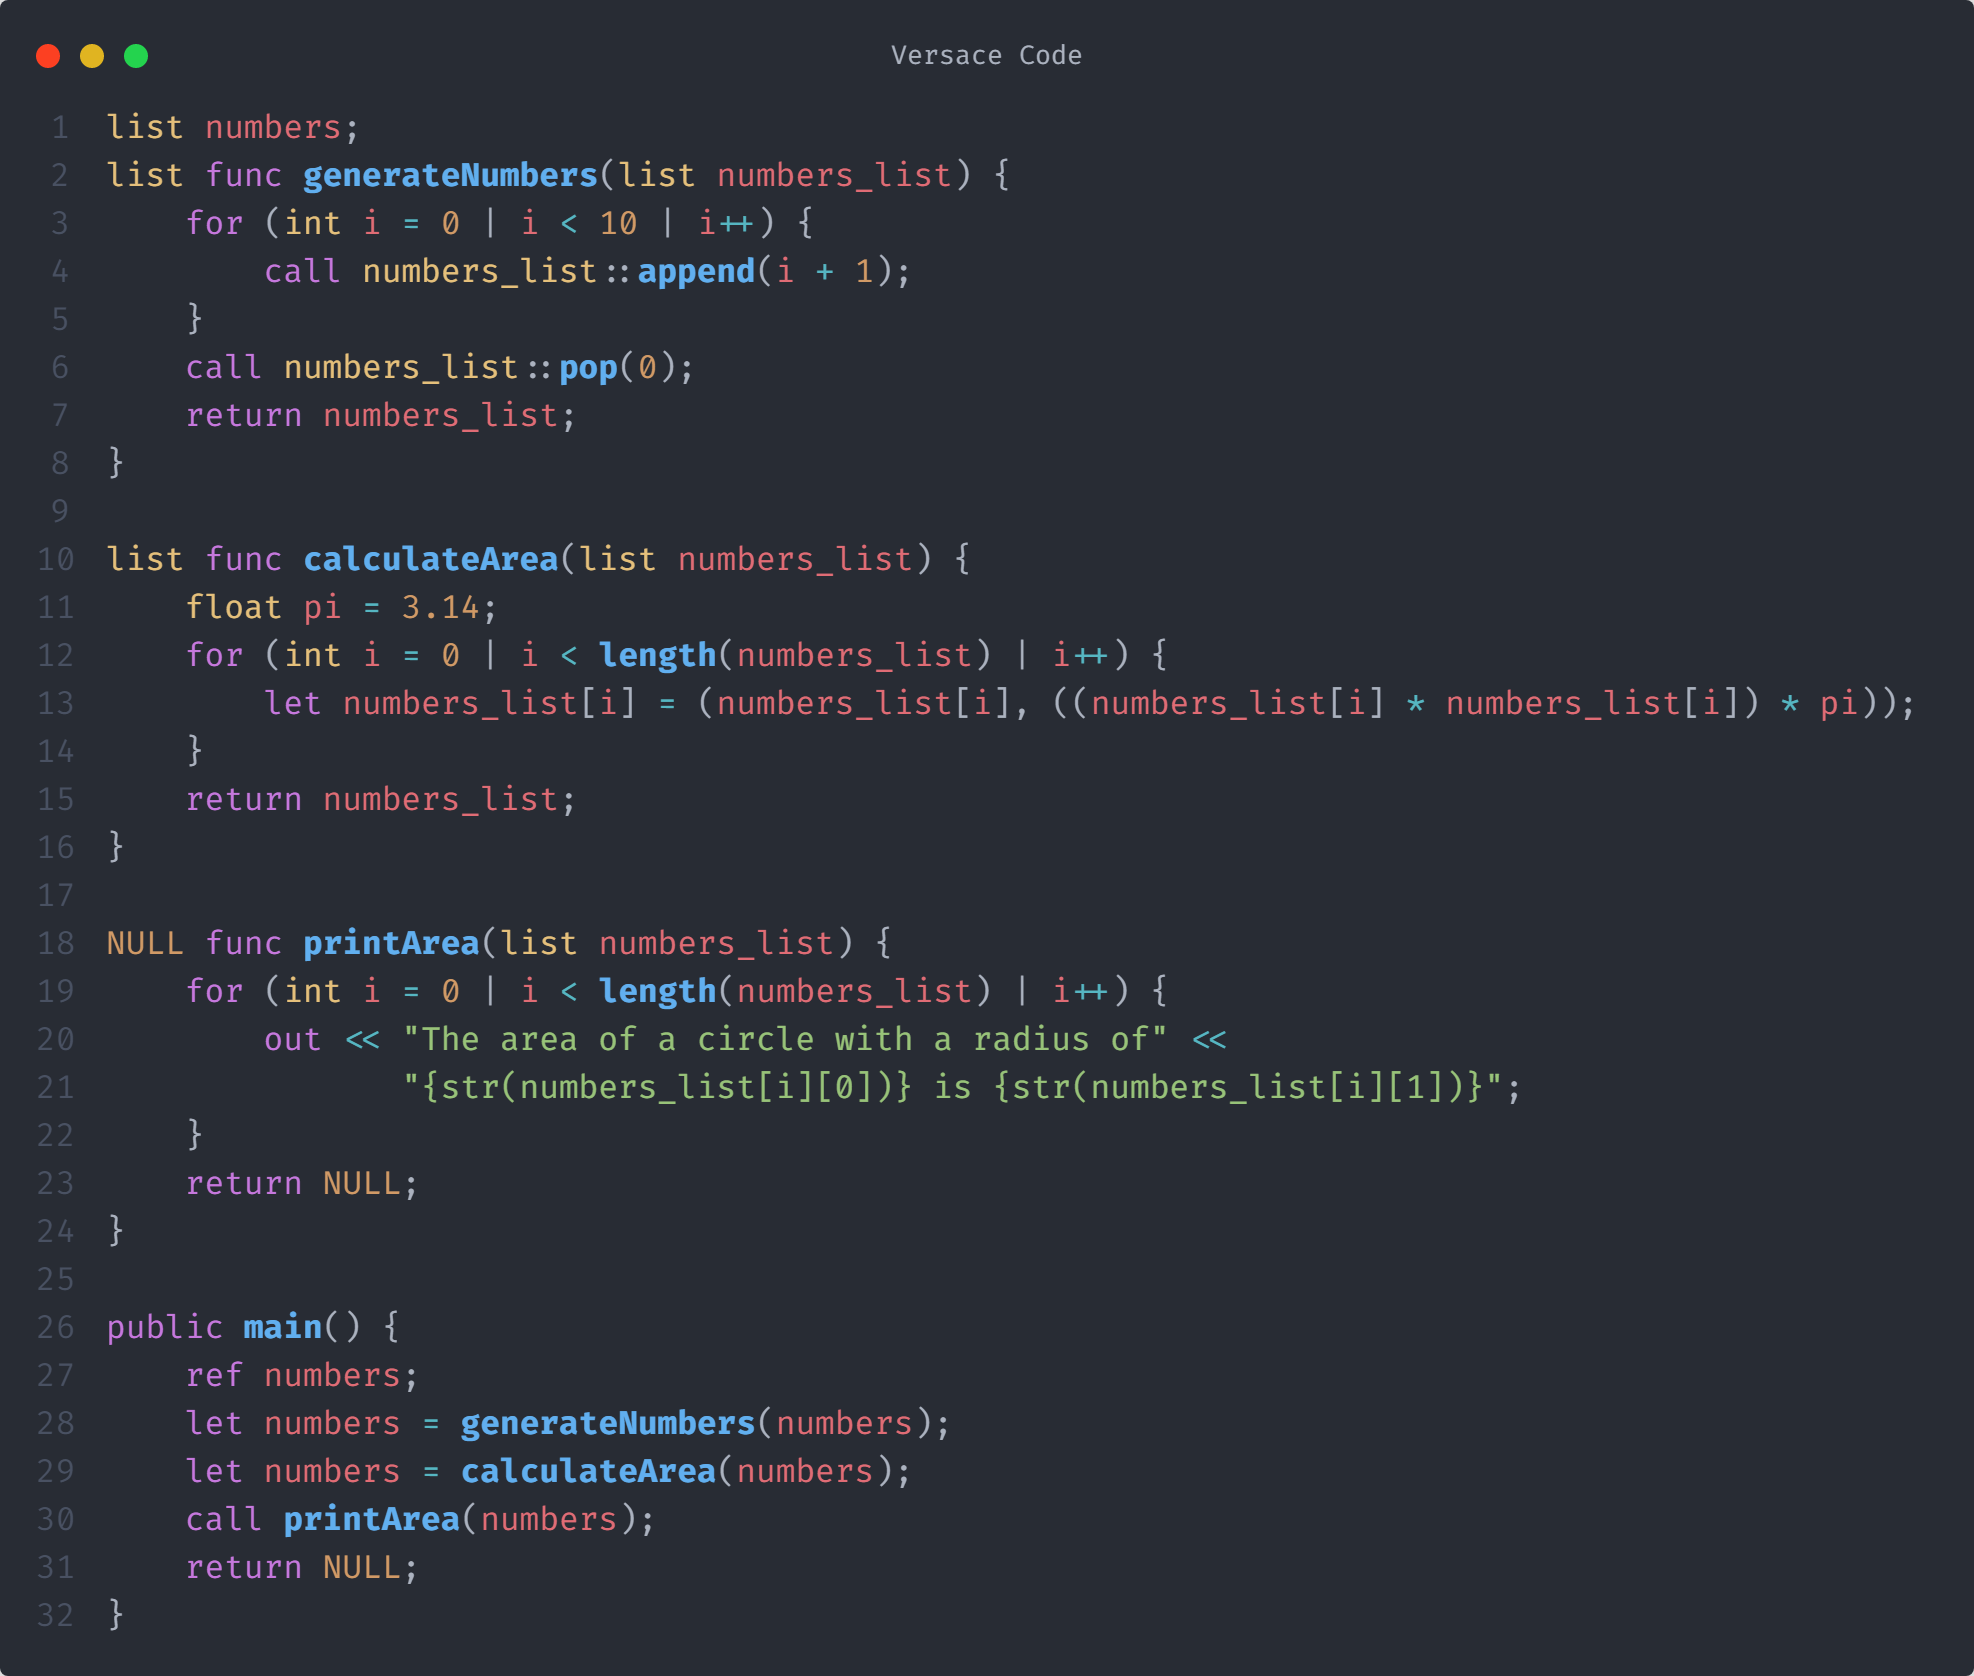 Versace Code
1 list numbers;
2 list func generateNumbers(list numbers_list) {
3     for (int i = 0 | i < 10 | i++) {
4         call numbers_list::append(i + 1);
5     }
6     call numbers_list::pop(0);
7     return numbers_list;
8 }
9
10 list func calculateArea(list numbers_list) {
11     float pi = 3.14;
12     for (int i = 0 | i < length(numbers_list) | i++) {
13         let numbers_list[i] = (numbers_list[i], ((numbers_list[i] * numbers_list[i]) * pi));
14     }
15     return numbers_list;
16 }
17
18 NULL func printArea(list numbers_list) {
19     for (int i = 0 | i < length(numbers_list) | i++) {
20         out << "The area of a circle with a radius of" <<
21                "{str(numbers_list[i][0])} is {str(numbers_list[i][1])}";
22     }
23     return NULL;
24 }
25
26 public main() {
27     ref numbers;
28     let numbers = generateNumbers(numbers);
29     let numbers = calculateArea(numbers);
30     call printArea(numbers);
31     return NULL;
32 }